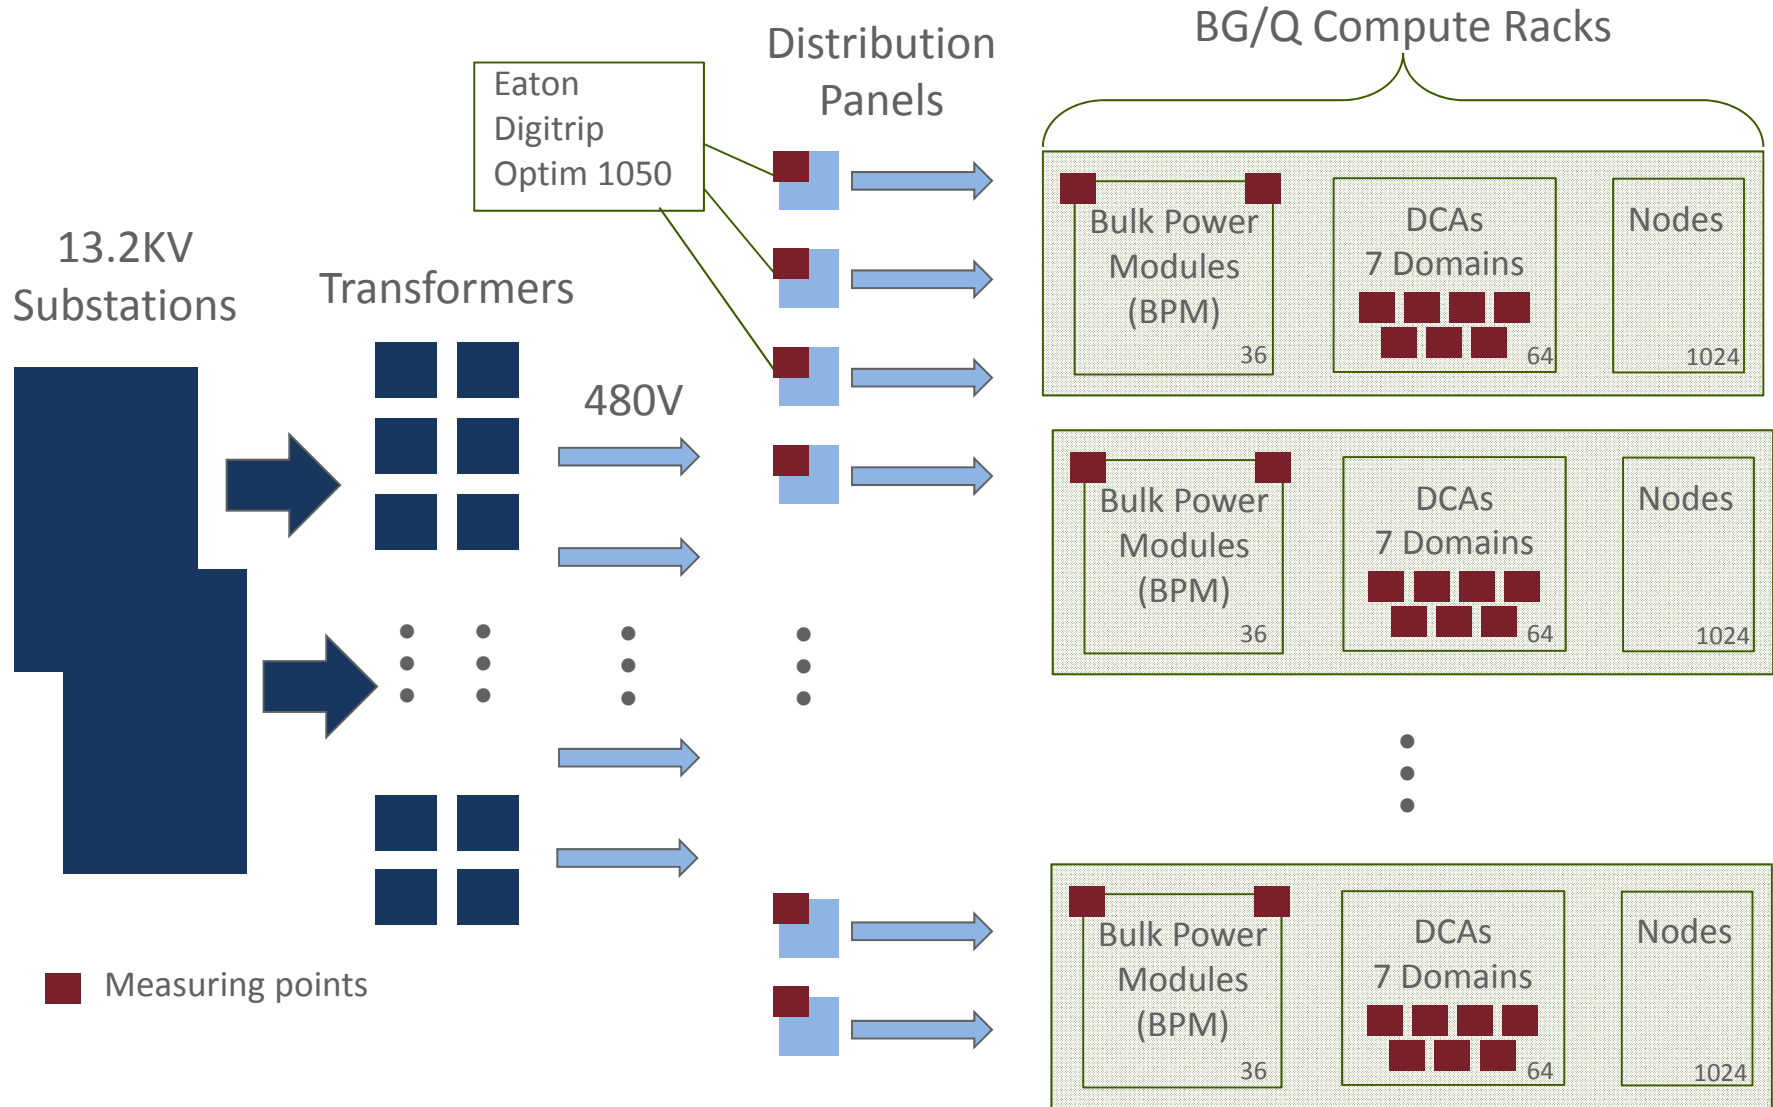 BG/Q Compute Racks
Distribution
Panels
Eaton
Digitrip
Optim 1050
13.2KV
Substations
Transformers
480V
Bulk Power
Modules
(BPM)
36
DCAs
7 Domains
64
Nodes
1024
Bulk Power
Modules
(BPM)
36
DCAs
7 Domains
64
Nodes
1024
Bulk Power
Modules
(BPM)
36
DCAs
7 Domains
64
Nodes
1024
Measuring points